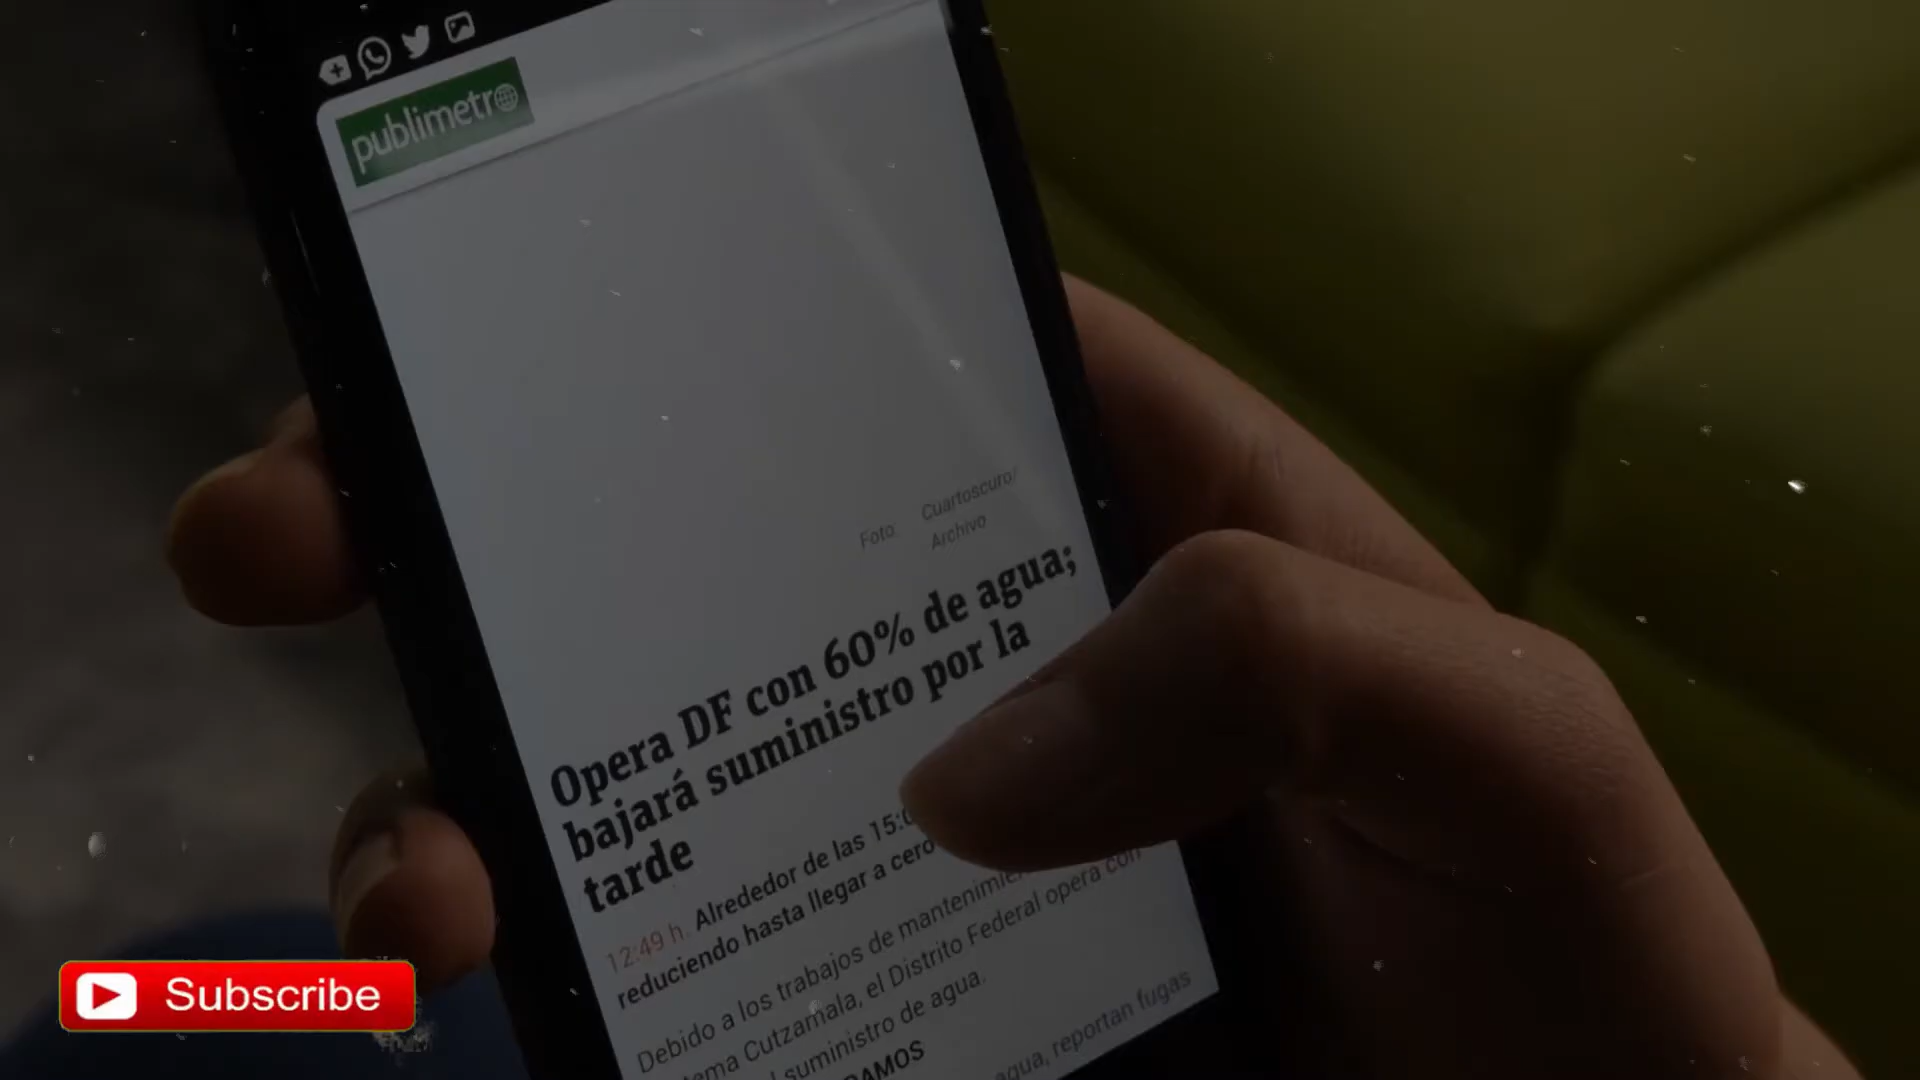 publimetro
Foto:
Cuartoscuro/
Archivo
Opera DF con 60% de agua;
bajará suministro por la
tarde
12:49 h. Alrededor de las
reduciendo hasta llegar a cero
Debido a los trabajos de
Cutzamala, el Distrito Federal opera con
suministro de agua.
agua, reportan fugas
Subscribe